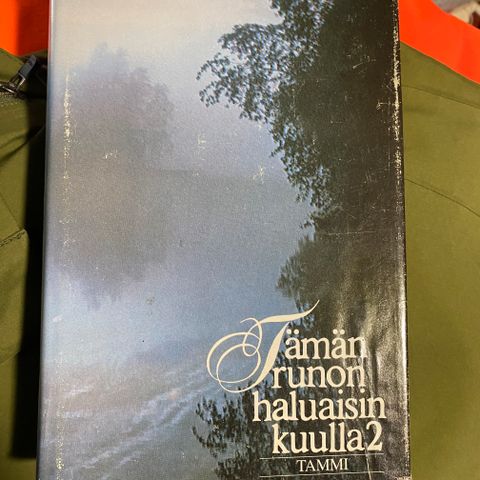 Tämän
runon
haluaisin
kuulla 2
TAMMI